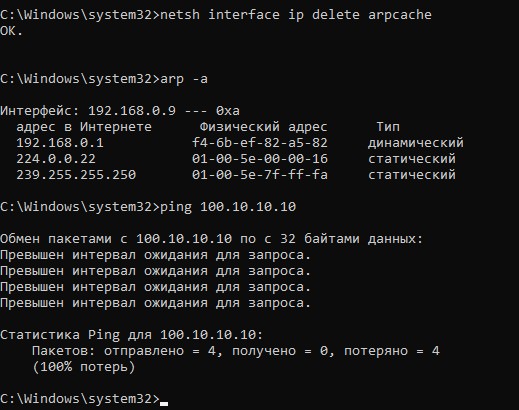 C:\Windows\system32>netsh interface ip delete arpcache
OK.
C:\Windows\system32>arp -a
Интерфейс: 192.168.0.9 --- 0xa
адрес в Интернете Физический адрес Тип
192.168.0.1 f4-6b-ef-82-a5-82 динамический
224.0.0.22 01-00-5e-00-00-16 статический
239.255.255.250 01-00-5e-7f-ff-fa статический
C:\Windows\system32>ping 100.10.10.10
Обмен пакетами с 100.10.10.10 по с 32 байтами данных:
Превышен интервал ожидания для запроса.
Превышен интервал ожидания для запроса.
Превышен интервал ожидания для запроса.
Превышен интервал ожидания для запроса.
Статистика Ping для 100.10.10.10:
Пакетов: отправлено = 4, получено = 0, потеряно = 4
(100% потерь)
C:\Windows\system32>